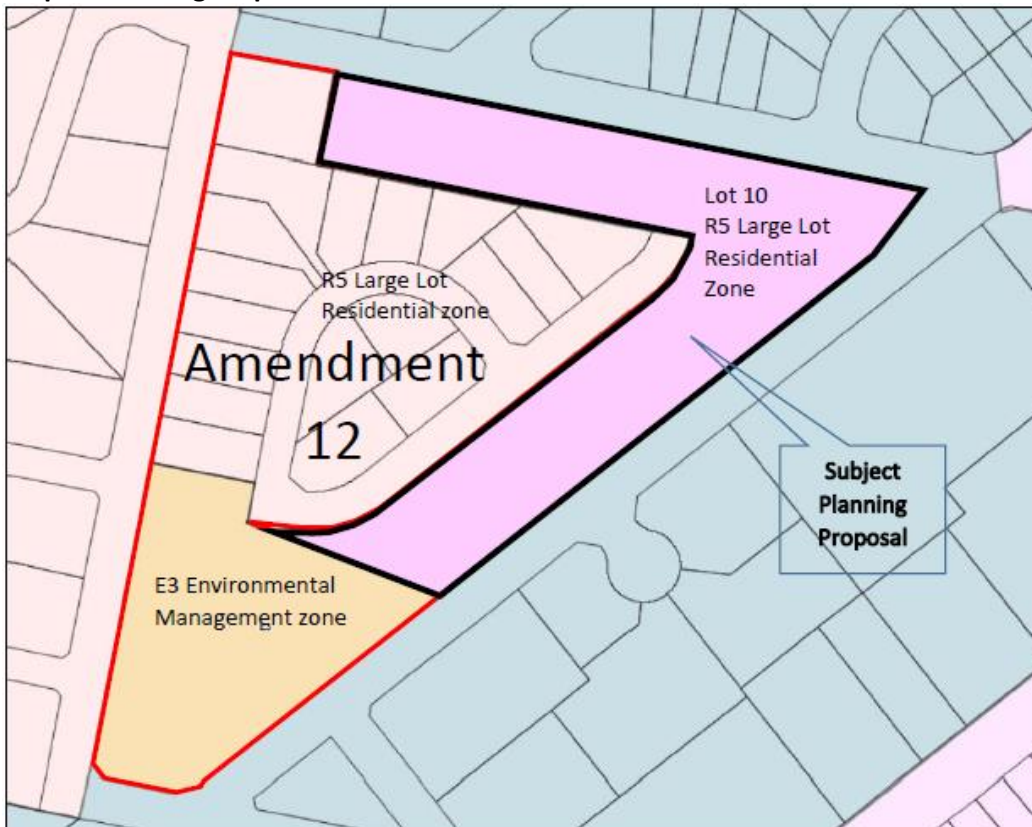 Lot 10
R5 Large Lot
Residential
Zone
R5 Large Lot
Residential zone
Amendment
12
Subject
Planning
Proposal
E3 Environmental
Management zone